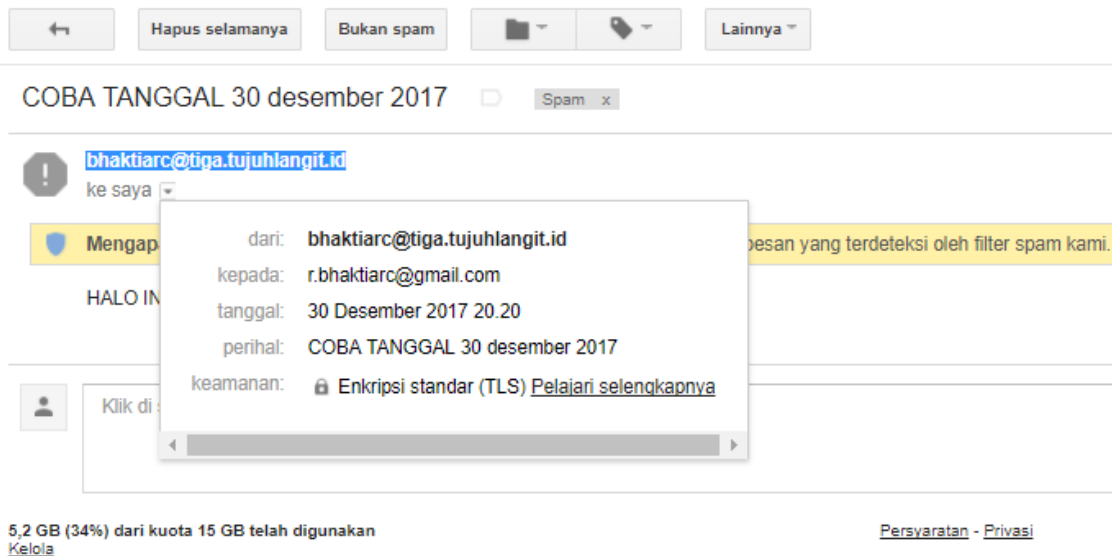 Hapus selamanya Bukan spam Lainnya
COBA TANGGAL 30 desember 2017 Spam x
bhaktiarc@tiga.tujuhlangit.id
ke saya
dari: bhaktiarc@tiga.tujuhlangit.id
pesan yang terdeteksi oleh filter spam kami.
kepada: r.bhaktiarc@gmail.com
HALO
tanggal: 30 Desember 2017 20.20
perihal: COBA TANGGAL 30 desember 2017
keamanan: Enkripsi standar (TLS) Pelajari selengkapnya
Klik di
5,2 GB (34%) dari kuota 15 GB telah digunakan
Persyaratan - Privasi
Kelola